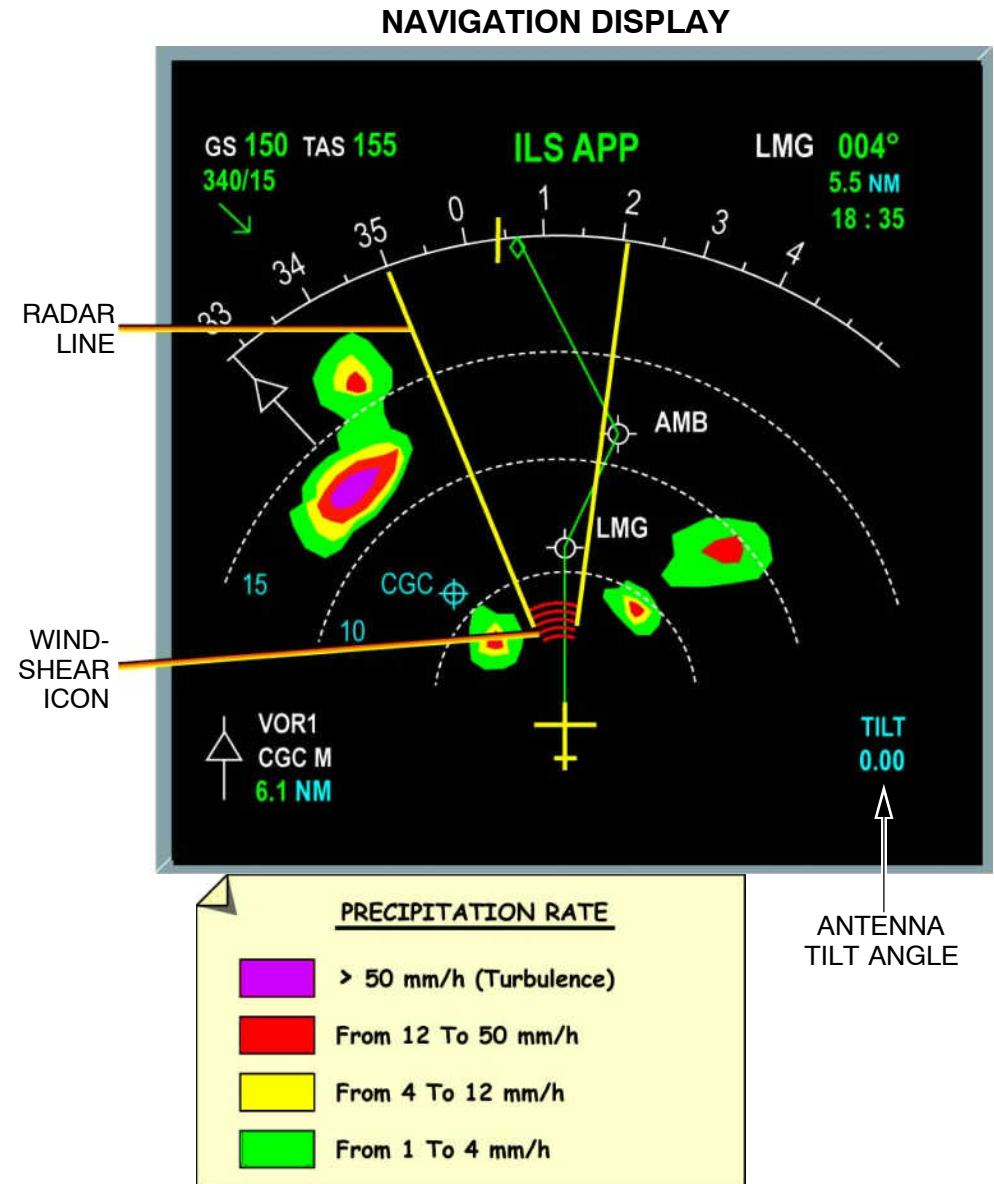 NAVIGATION DISPLAY
GS 150 TAS 155
ILS APP
LMG 004°
340/15
5.5 NM
18 : 35
33
34
35
0
1
2
3
4
RADAR
LINE
AMB
LMG
15
CGC
10
WIND-
SHEAR
ICON
VOR1
CGC M
6.1 NM
TILT
0.00
ANTENNA
TILT ANGLE
PRECIPITATION RATE
> 50 mm/h (Turbulence)
From 12 To 50 mm/h
From 4 To 12 mm/h
From 1 To 4 mm/h